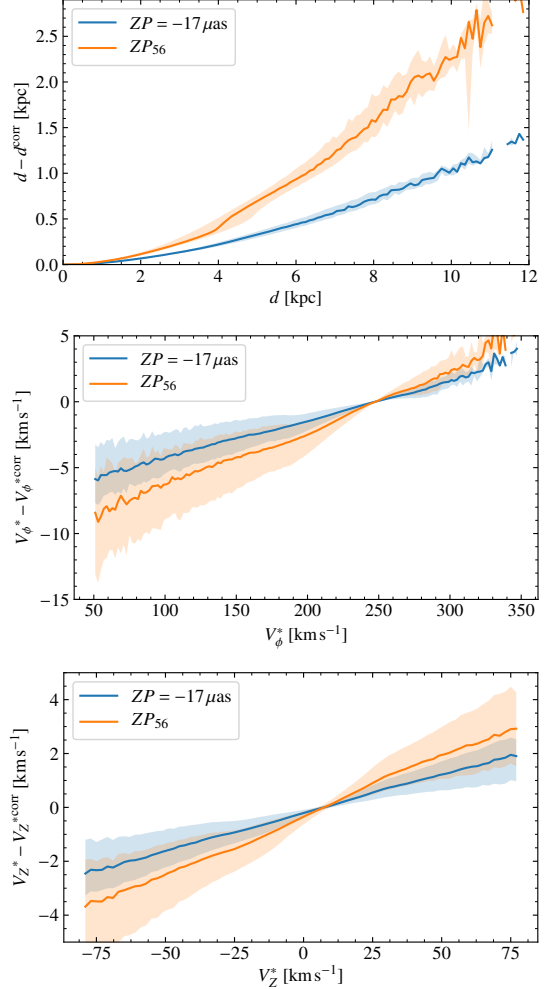 2.5
2.0
1.5
1.0
0.5
0.0
d − d^corr [kpc]
ZP = −17 μas
ZP₅₆
0 2 4 6 8 10 12
d [kpc]
5
0
−5
−10
−15
V_ϕ^* − V_ϕ^*corr [km s⁻¹]
ZP = −17 μas
ZP₅₆
50 100 150 200 250 300 350
V_ϕ^* [km s⁻¹]
4
2
0
−2
−4
V_Z^* − V_Z^*corr [km s⁻¹]
ZP = −17 μas
ZP₅₆
−75 −50 −25 0 25 50 75
V_Z^* [km s⁻¹]